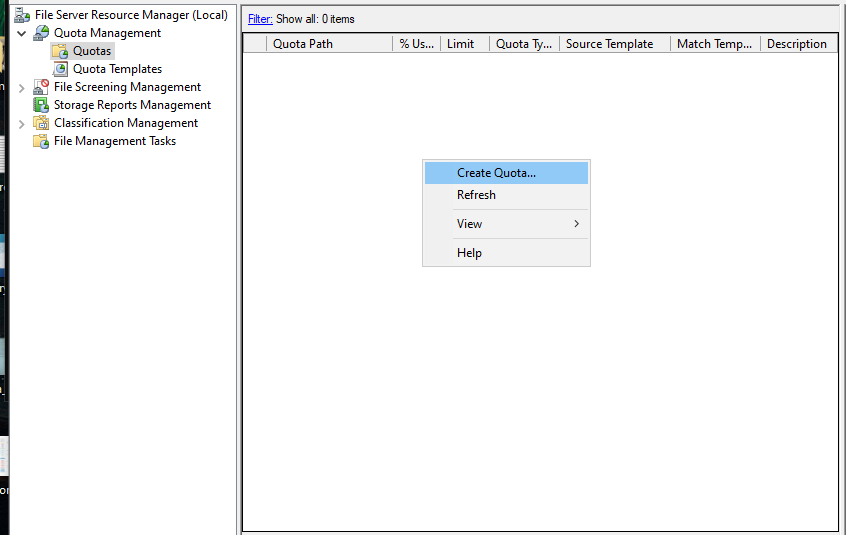 File Server Resource Manager (Local)
Quota Management
Quotas
Quota Templates
File Screening Management
Storage Reports Management
Classification Management
File Management Tasks
Filter: Show all: 0 items
Quota Path % Us... Limit Quota Ty... Source Template Match Temp... Description
Create Quota...
Refresh
View
Help